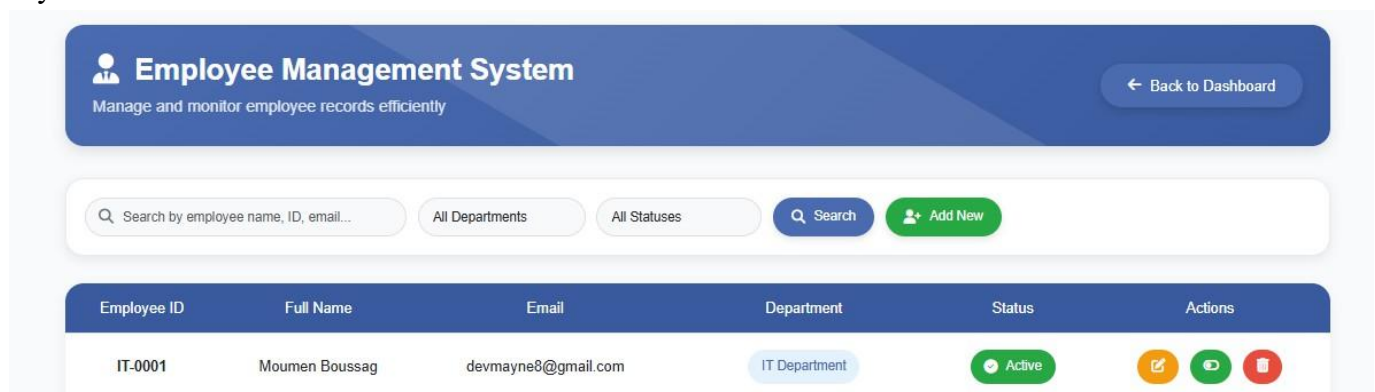 Employee Management System
Manage and monitor employee records efficiently
← Back to Dashboard
Search by employee name, ID, email...
All Departments
All Statuses
Search
Add New
Employee ID Full Name Email Department Status Actions
IT-0001 Moumen Boussag devmayne8@gmail.com IT Department Active